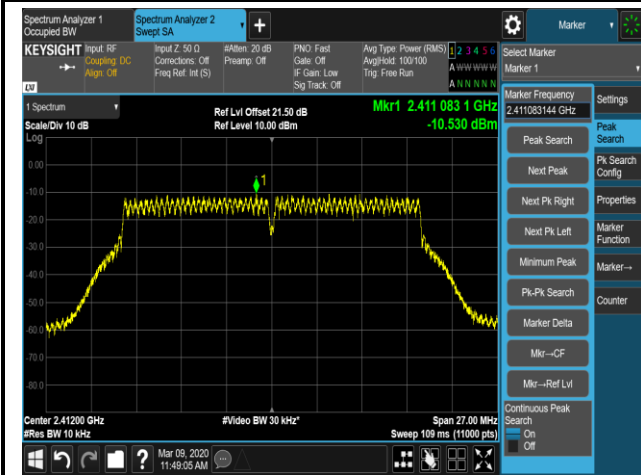 Spectrum Analyzer 1
Occupied BW
Spectrum Analyzer 2
Swept SA
Marker
KEYSIGHT
Input: RF
Coupling: DC
Align: Off
Input Z: 50 Ω
Corrections: Off
Freq Ref: Int (S)
#Atten: 20 dB
Preamp: Off
PNO: Fast
Gate: Off
IF Gain: Low
Sig Track: Off
Avg Type: Power (RMS)
Avg|Hold: 100/100
Trig: Free Run
1 2 3 4 5 6
A W W W W W
A N N N N N
LXI
Select Marker
Marker 1
1 Spectrum
Scale/Div 10 dB
Log
Ref Lvl Offset 21.50 dB
Ref Level 10.00 dBm
Mkr1 2.411 083 1 GHz
-10.530 dBm
1
0.00
-10.0
-20.0
-30.0
-40.0
-50.0
-60.0
-70.0
-80.0
Center 2.41200 GHz
#Res BW 10 kHz
#Video BW 30 kHz*
Span 27.00 MHz
Sweep 109 ms (11000 pts)
Marker Frequency
2.411083144 GHz
Peak Search
Next Peak
Next Pk Right
Next Pk Left
Minimum Peak
Pk-Pk Search
Marker Delta
Mkr→CF
Mkr→Ref Lvl
Continuous Peak
Search
On
Off
Settings
Peak
Search
Pk Search
Config
Properties
Marker
Function
Marker→
Counter
Mar 09, 2020
11:49:05 AM